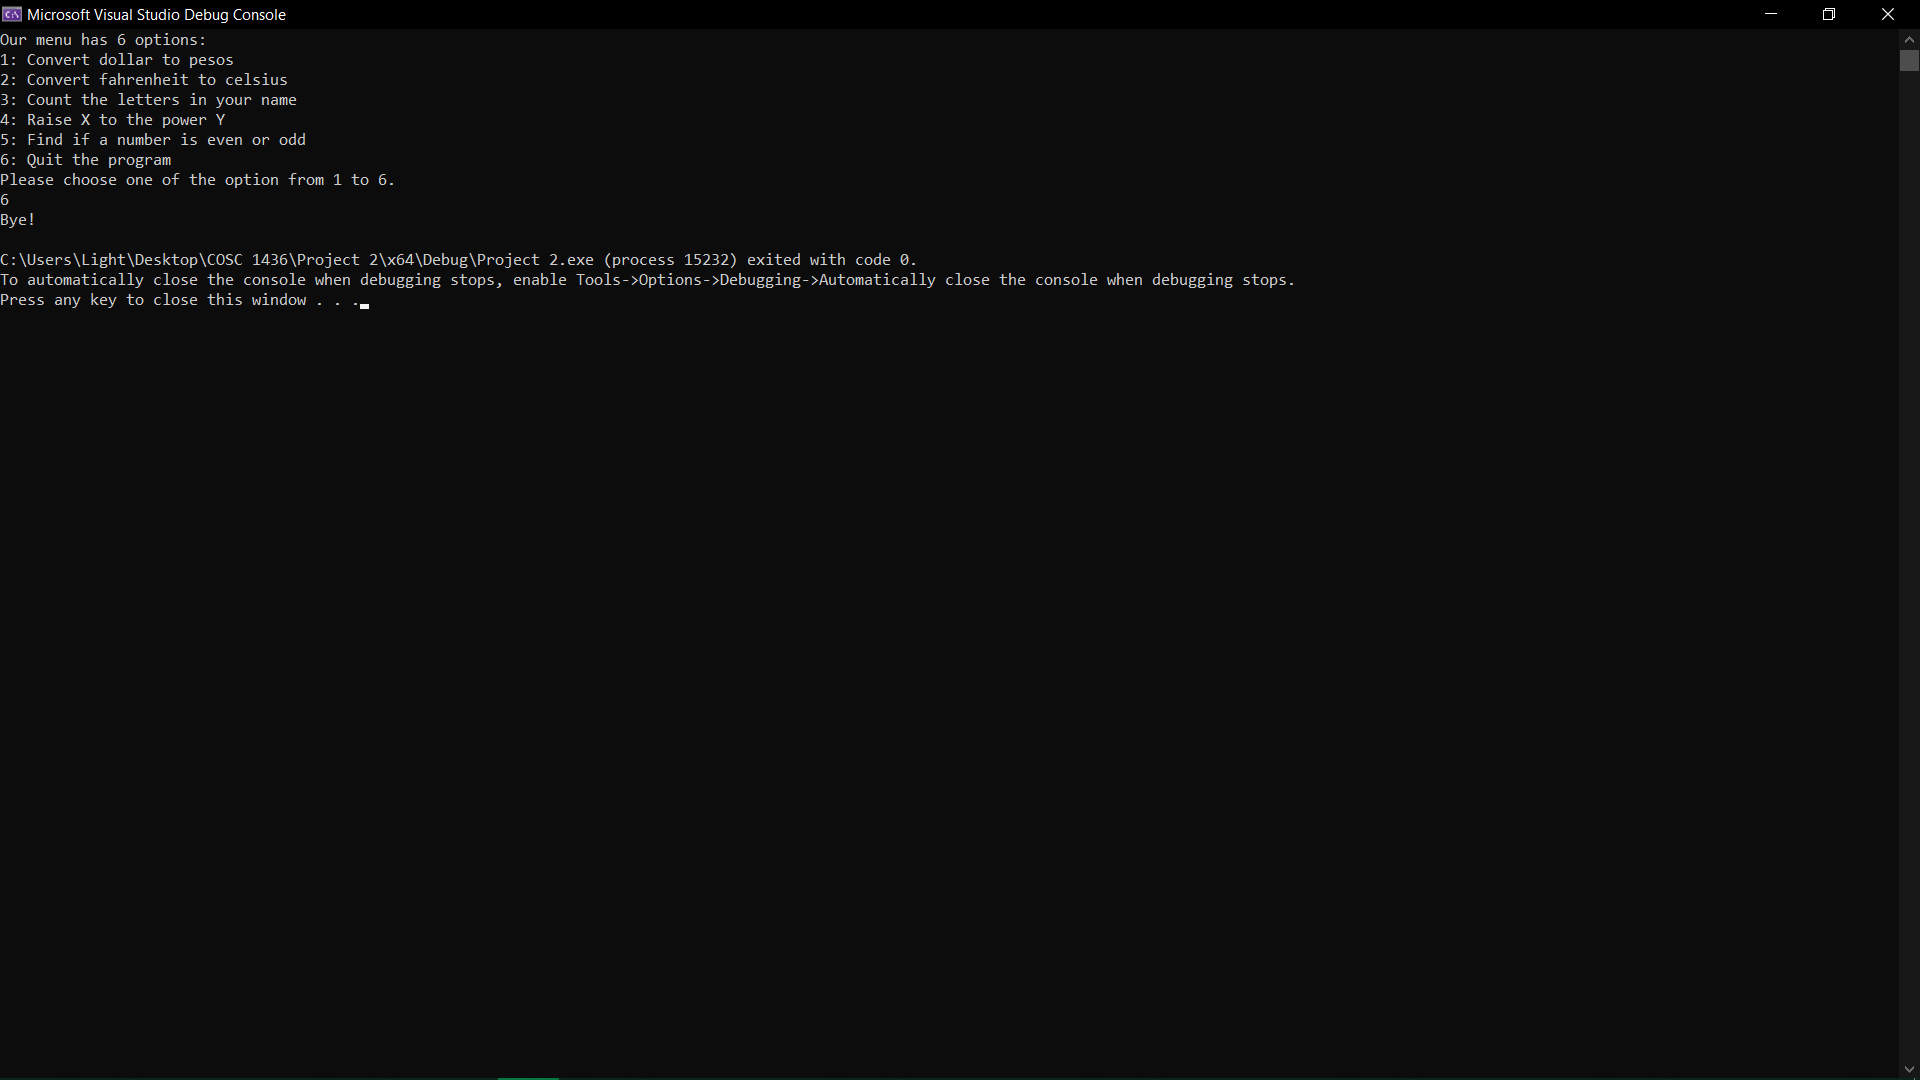 Microsoft Visual Studio Debug Console
Our menu has 6 options:
1: Convert dollar to pesos
2: Convert fahrenheit to celsius
3: Count the letters in your name
4: Raise X to the power Y
5: Find if a number is even or odd
6: Quit the program
Please choose one of the option from 1 to 6.
6
Bye!
C:\Users\Light\Desktop\COSC 1436\Project 2\x64\Debug\Project 2.exe (process 15232) exited with code 0.
To automatically close the console when debugging stops, enable Tools->Options->Debugging->Automatically close the console when debugging stops.
Press any key to close this window . . .